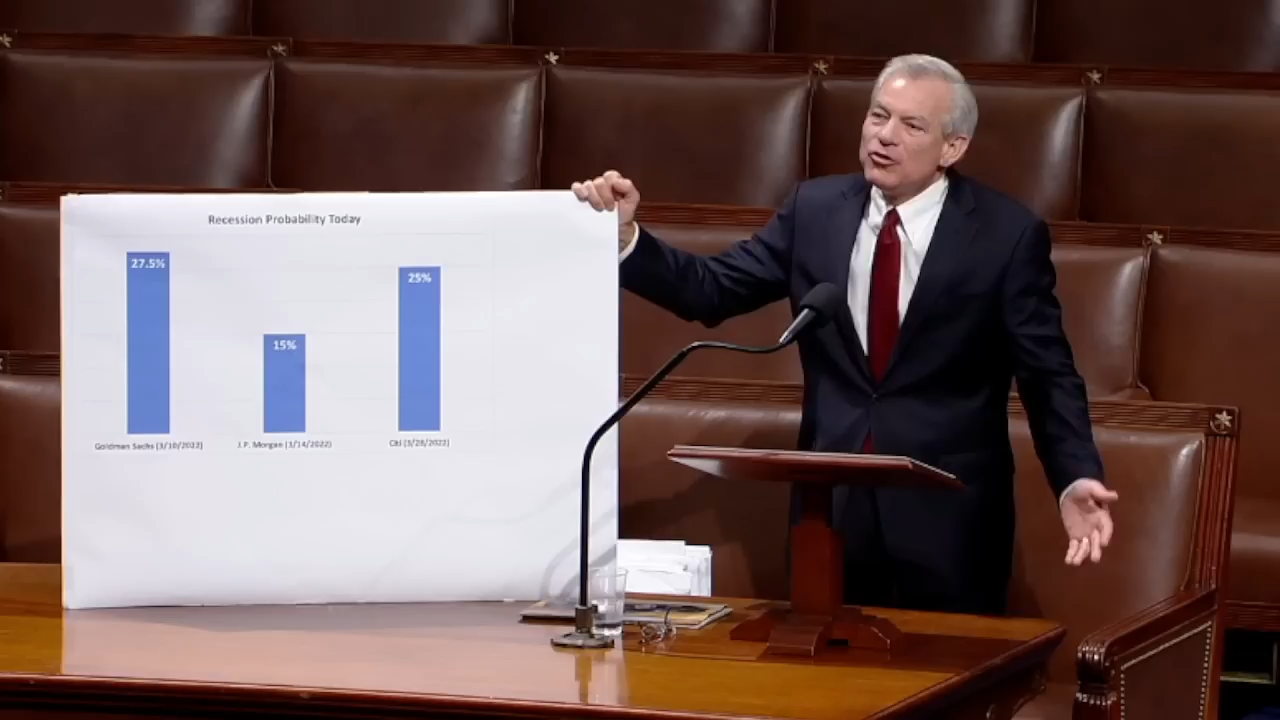 Recession Probability Today
27.5%
15%
25%
Goldman Sachs (3/10/2022) J.P. Morgan (3/14/2022) Citi (3/28/2022)